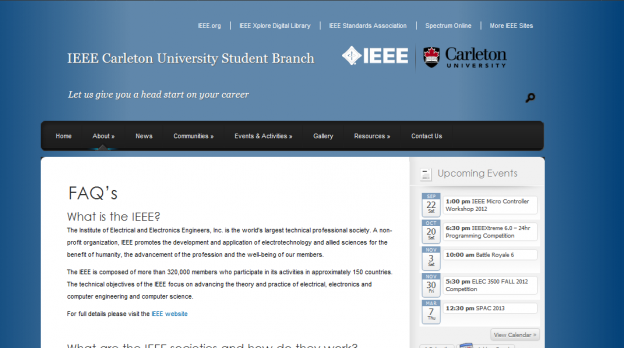 IEEE.org
IEEE Xplore Digital Library
IEEE Standards Association
Spectrum Online
More IEEE Sites
IEEE Carleton University Student Branch
IEEE
Carleton
UNIVERSITY
Let us give you a head start on your career
Home
About »
News
Communities »
Events & Activities »
Gallery
Resources »
Contact Us
FAQ's
What is the IEEE?
The Institute of Electrical and Electronics Engineers, Inc. is the world's largest technical professional society. A non-
profit organization, IEEE promotes the development and application of electrotechnology and allied sciences for the
benefit of humanity, the advancement of the profession and the well-being of our members.
The IEEE is composed of more than 320,000 members who participate in its activities in approximately 150 countries.
The technical objectives of the IEEE focus on advancing the theory and practice of electrical, electronics and
computer engineering and computer science.
For full details please visit the IEEE website
What are the IEEE societies and how do they work?
Upcoming Events
SEP
22
Sat
1:00 pm IEEE Micro Controller
Workshop 2012
OCT
20
Sat
6:30 pm IEEEXtreme 6.0 – 24hr
Programming Competition
NOV
3
Sat
10:00 am Battle Royale 6
NOV
30
Fri
5:30 pm ELEC 3500 FALL 2012
Competition
MAR
7
Thu
12:30 pm SPAC 2013
View Calendar »